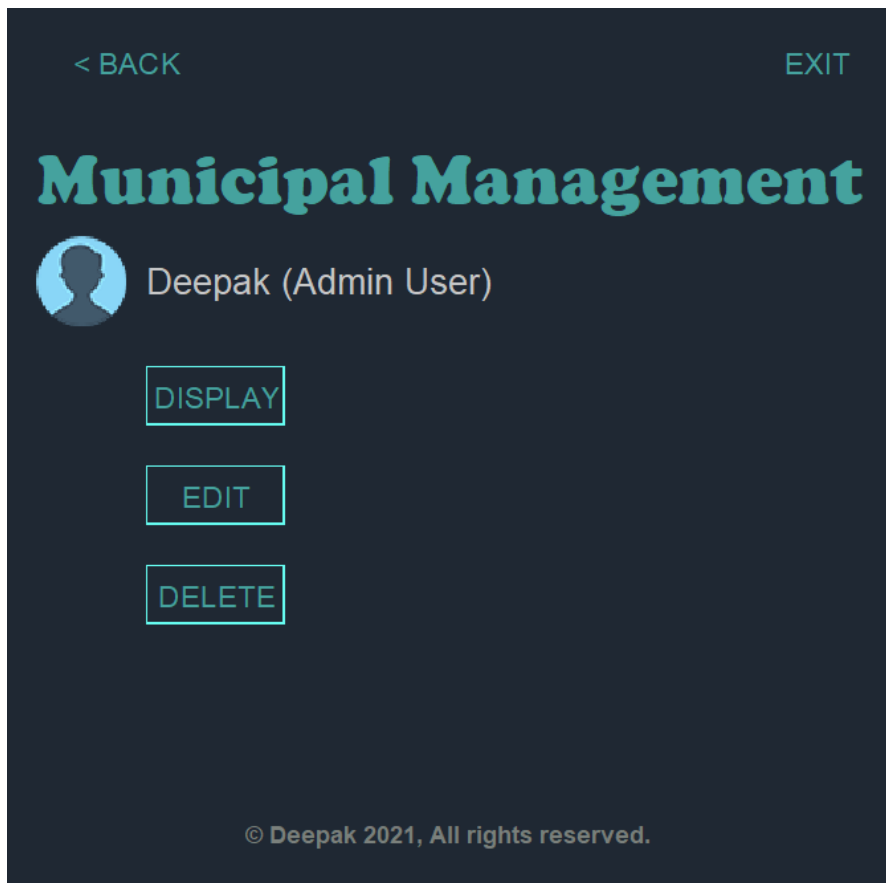 < BACK
EXIT
Municipal Management
Deepak (Admin User)
DISPLAY
EDIT
DELETE
© Deepak 2021, All rights reserved.